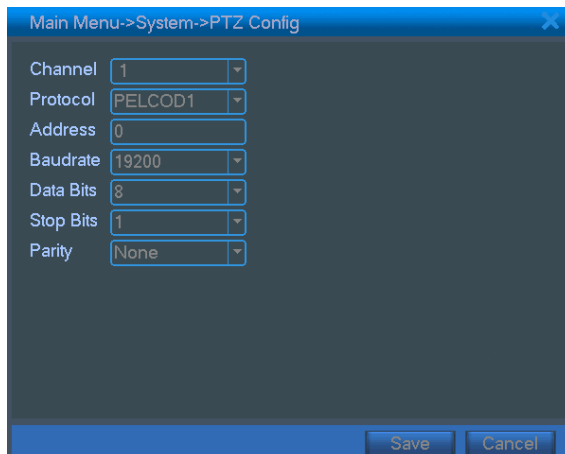 Main Menu->System->PTZ Config
Channel 1
Protocol PELCOD1
Address 0
Baudrate 19200
Data Bits 8
Stop Bits 1
Parity None
Save Cancel